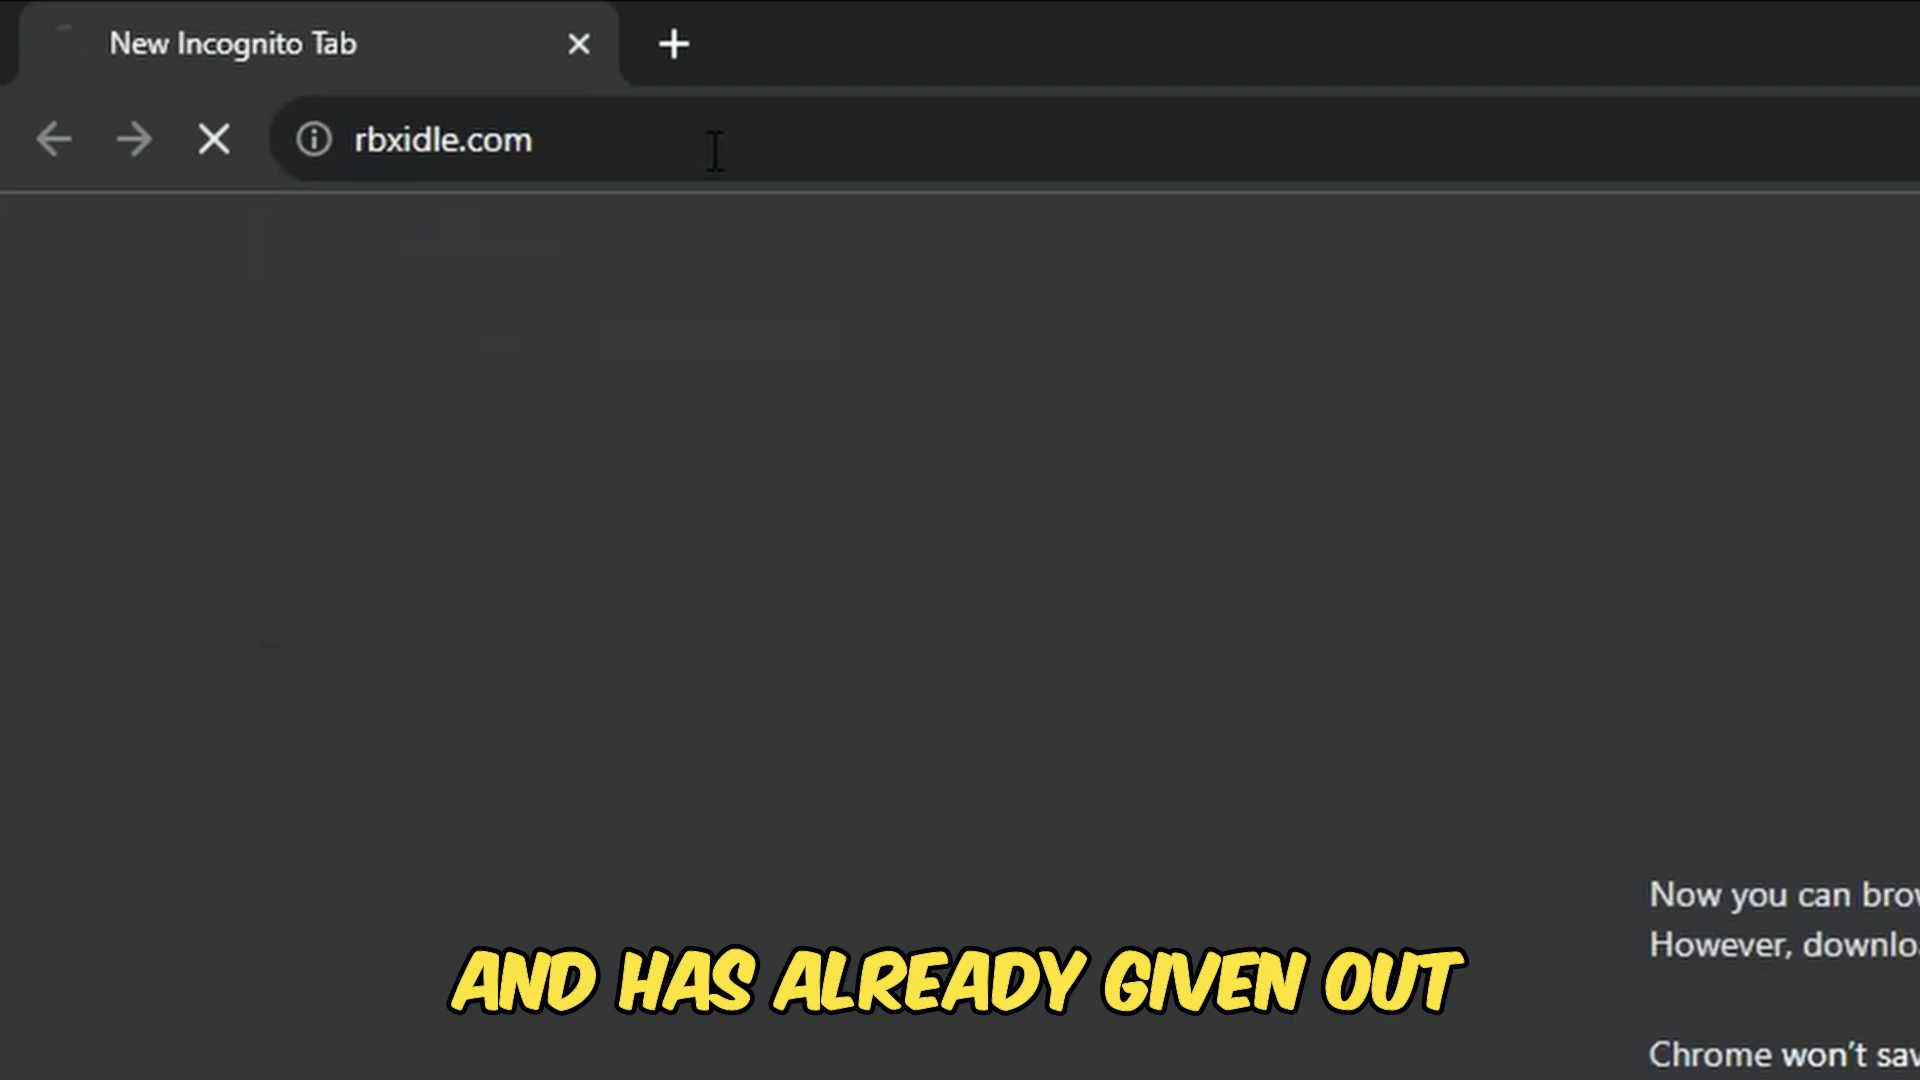 New Incognito Tab
rbxidle.com
Now you can brow
However, downlo
Chrome won't sav
AND HAS ALREADY GIVEN OUT